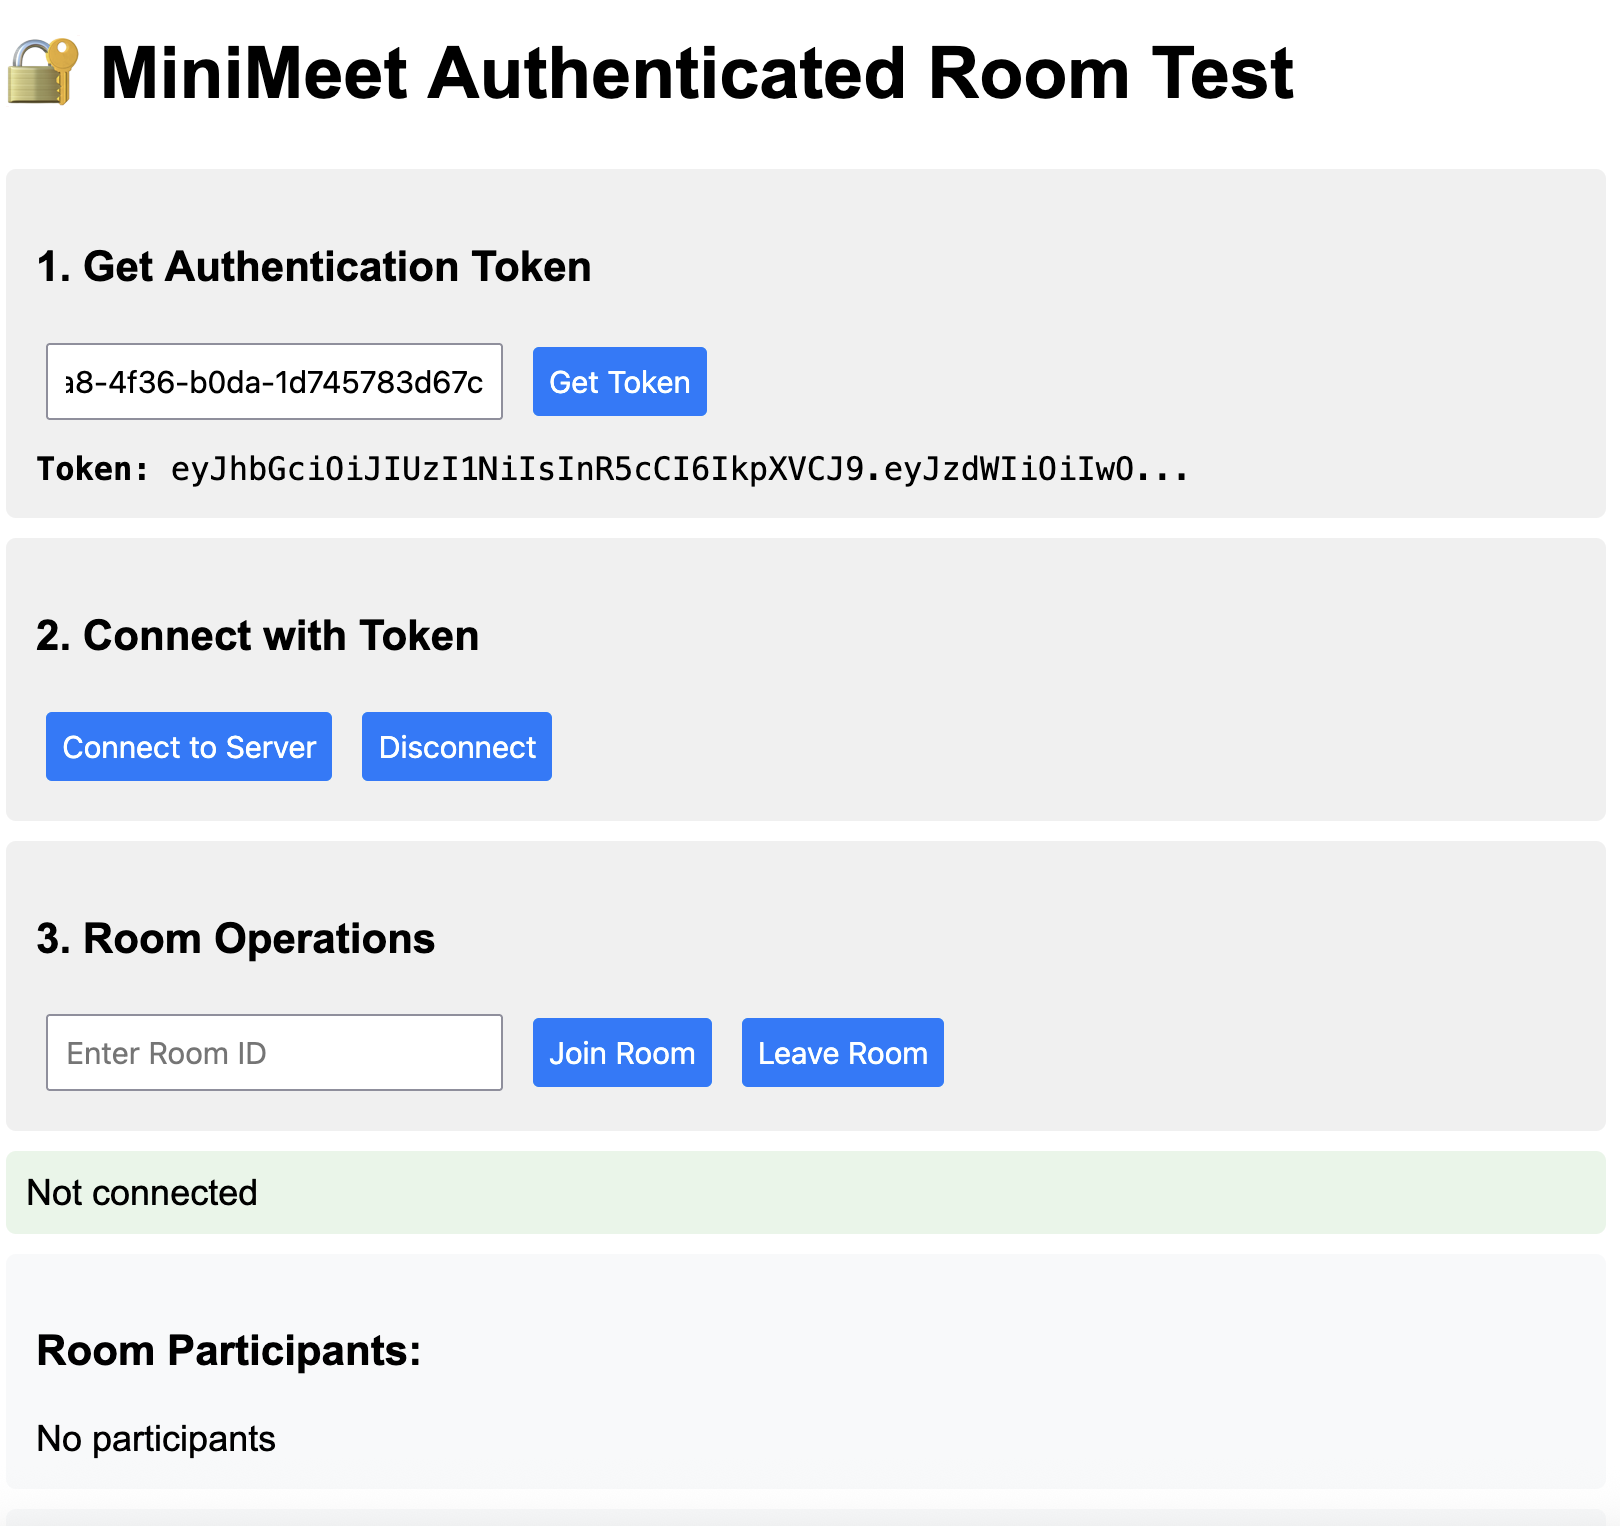 MiniMeet Authenticated Room Test
1. Get Authentication Token
a8-4f36-b0da-1d745783d67c Get Token
Token: eyJhbGciOiJIUzI1NiIsInR5cCI6IkpXVCJ9.eyJzdWIiOiIwO...
2. Connect with Token
Connect to Server Disconnect
3. Room Operations
Enter Room ID Join Room Leave Room
Not connected
Room Participants:
No participants